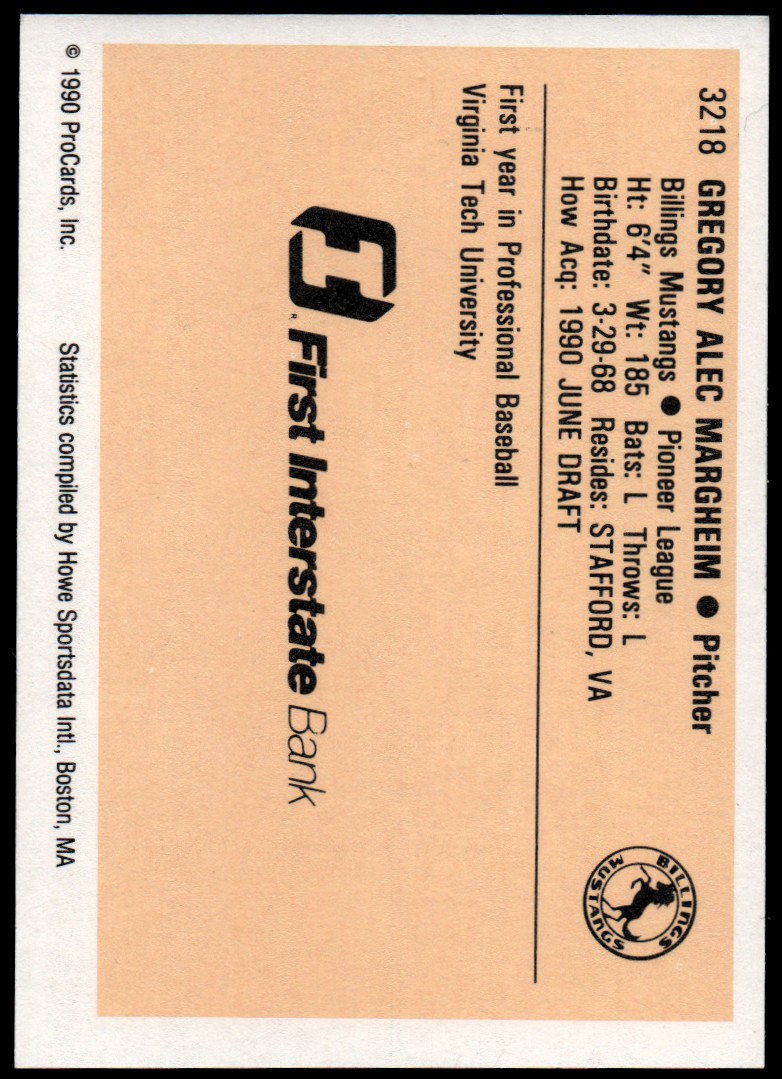 3218 GREGORY ALEC MARGHEIM ● Pitcher
Billings Mustangs ● Pioneer League
Ht: 6'4" Wt: 185 Bats: L Throws: L
Birthdate: 3-29-68 Resides: STAFFORD, VA
How Acq: 1990 JUNE DRAFT
BILLINGS
MUSTANGS
First year in Professional Baseball
Virginia Tech University
® First Interstate Bank
© 1990 ProCards, Inc. Statistics compiled by Howe Sportsdata Intl., Boston, MA